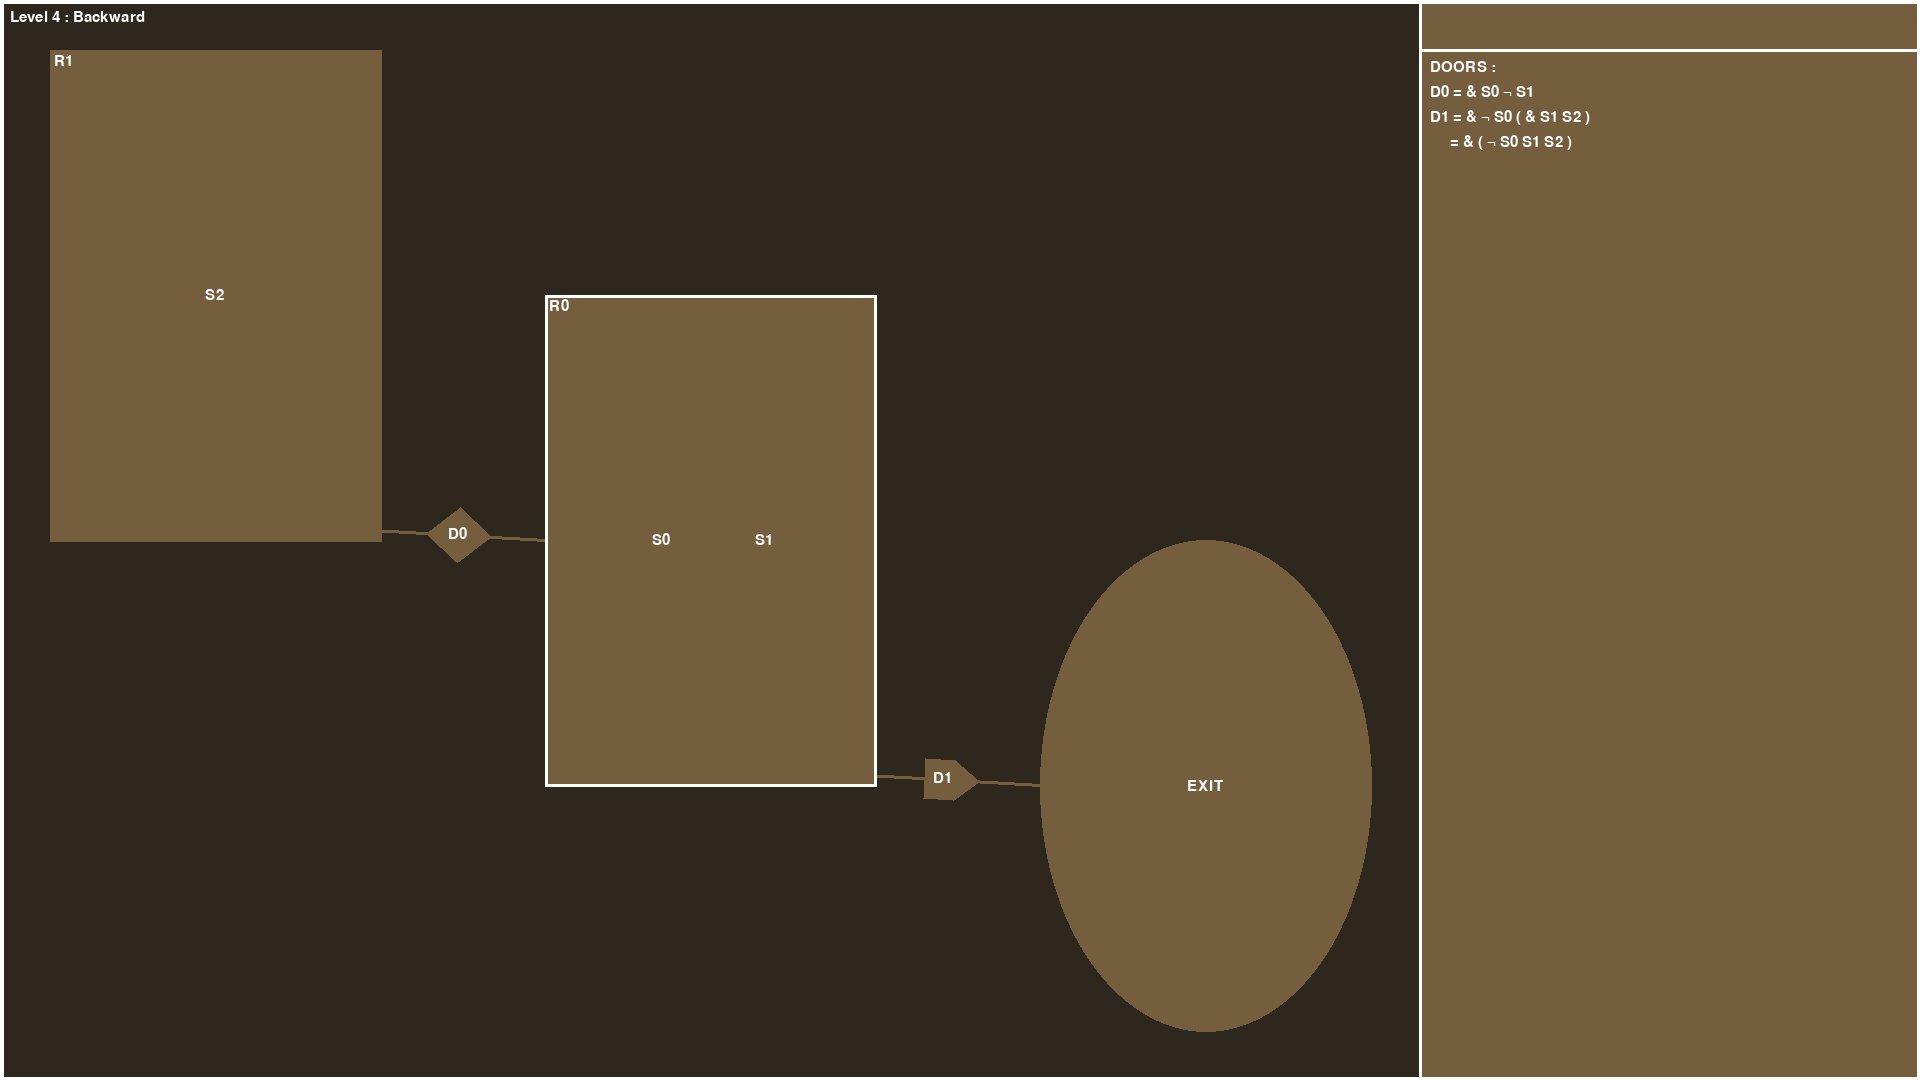 Level 4 : Backward
R1
S2
D0
R0
S0 S1
D1
EXIT
DOORS :
D0 = & S0 ¬ S1
D1 = & ¬ S0 ( & S1 S2 )
= & ( ¬ S0 S1 S2 )